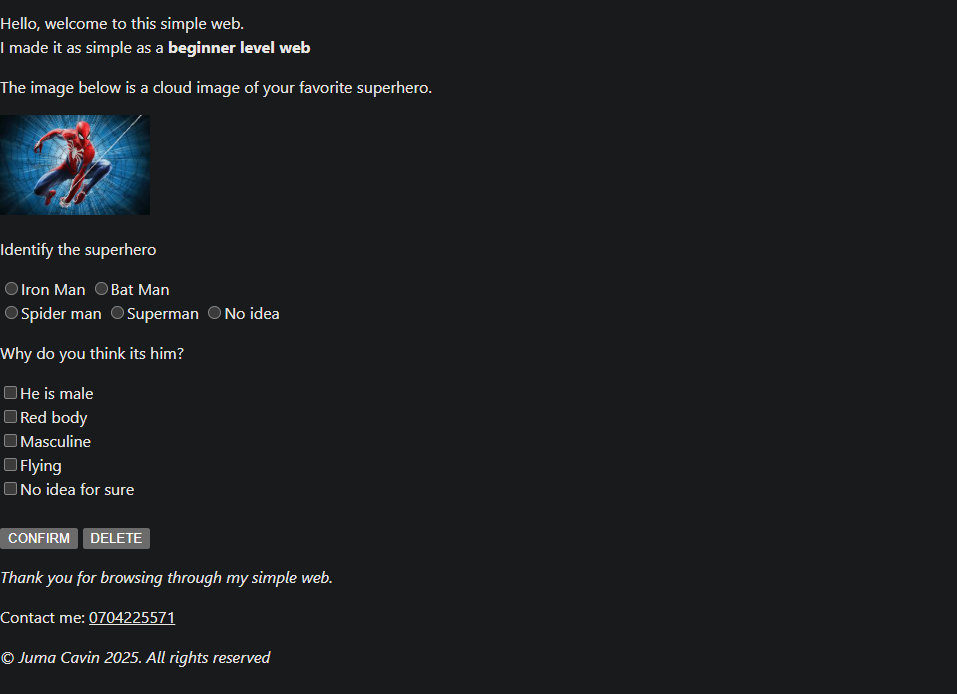 Hello, welcome to this simple web.
I made it as simple as a beginner level web
The image below is a cloud image of your favorite superhero.
Identify the superhero
Iron Man Bat Man
Spider man Superman No idea
Why do you think its him?
He is male
Red body
Masculine
Flying
No idea for sure
CONFIRM DELETE
Thank you for browsing through my simple web.
Contact me: 0704225571
© Juma Cavin 2025. All rights reserved